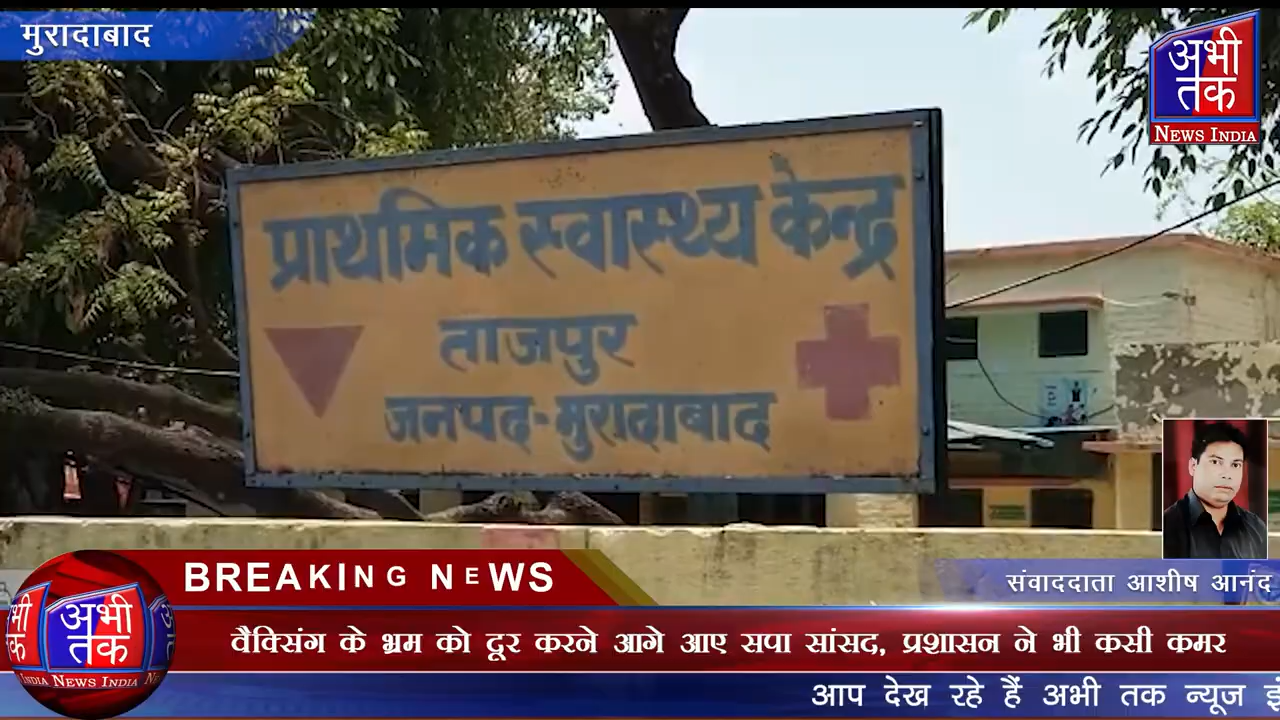 मुरादाबाद
अभी
तक
NEWS INDIA
प्राथमिक स्वास्थ्य केन्द्र
ताजपुर
जनपद-मुरादाबाद
BREAKING NEWS
संवाददाता आशीष आनंद
अभी
तक
INDIA NEWS INDIA NEWS
वैक्सिंग के भ्रम को दूर करने आगे आए सपा सांसद, प्रशासन ने भी कसी कमर
आप देख रहे हैं अभी तक न्यूज इं